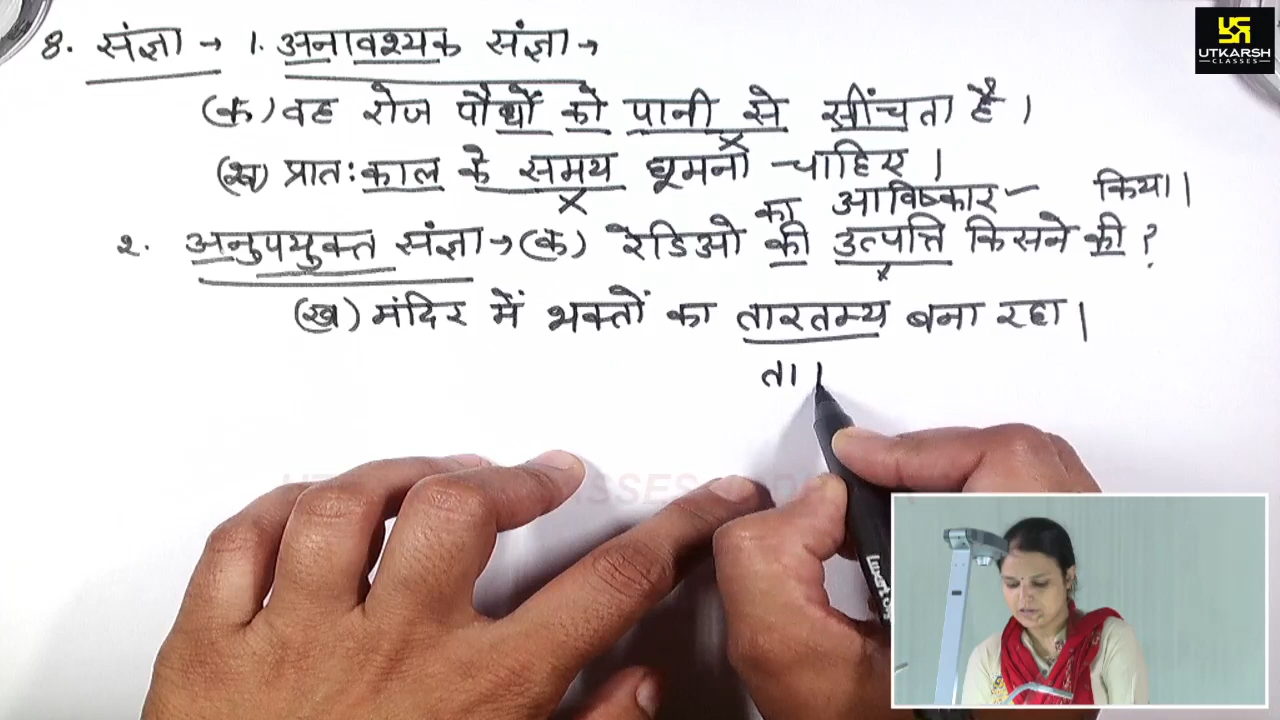 UTKARSH
CLASSES
8. संज्ञा → 1. अनावश्यक संज्ञा →
(क) वह रोज पौधों को पानी से सींचता है।
(ख) प्रातःकाल के समय घूमना चाहिए।
का आविष्कार – किया।
२. अनुपयुक्त संज्ञा → (क) रेडिओ की उत्पत्ति किसने की ?
(ख) मंदिर में भक्तों का तारतम्य बना रहा।
ता